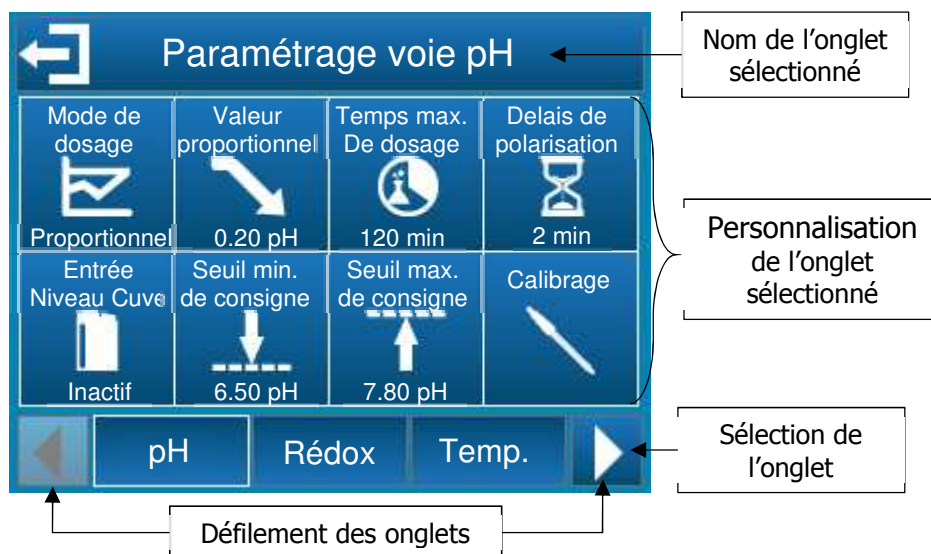 Paramétrage voie pH
Nom de l'onglet
sélectionné
Mode de
dosage
Proportionnel
Valeur
proportionnel
0.20 pH
Temps max.
De dosage
120 min
Delais de
polarisation
2 min
Entrée
Niveau Cuve
Inactif
Seuil min.
de consigne
6.50 pH
Seuil max.
de consigne
7.80 pH
Calibrage
Personnalisation
de l'onglet
sélectionné
pH
Rédox
Temp.
Sélection de
l'onglet
Défilement des onglets